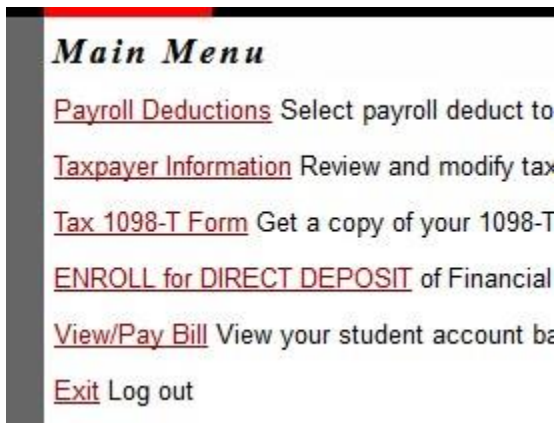 Main Menu
Payroll Deductions Select payroll deduct to
Taxpayer Information Review and modify tax
Tax 1098-T Form Get a copy of your 1098-T
ENROLL for DIRECT DEPOSIT of Financial
View/Pay Bill View your student account ba
Exit Log out